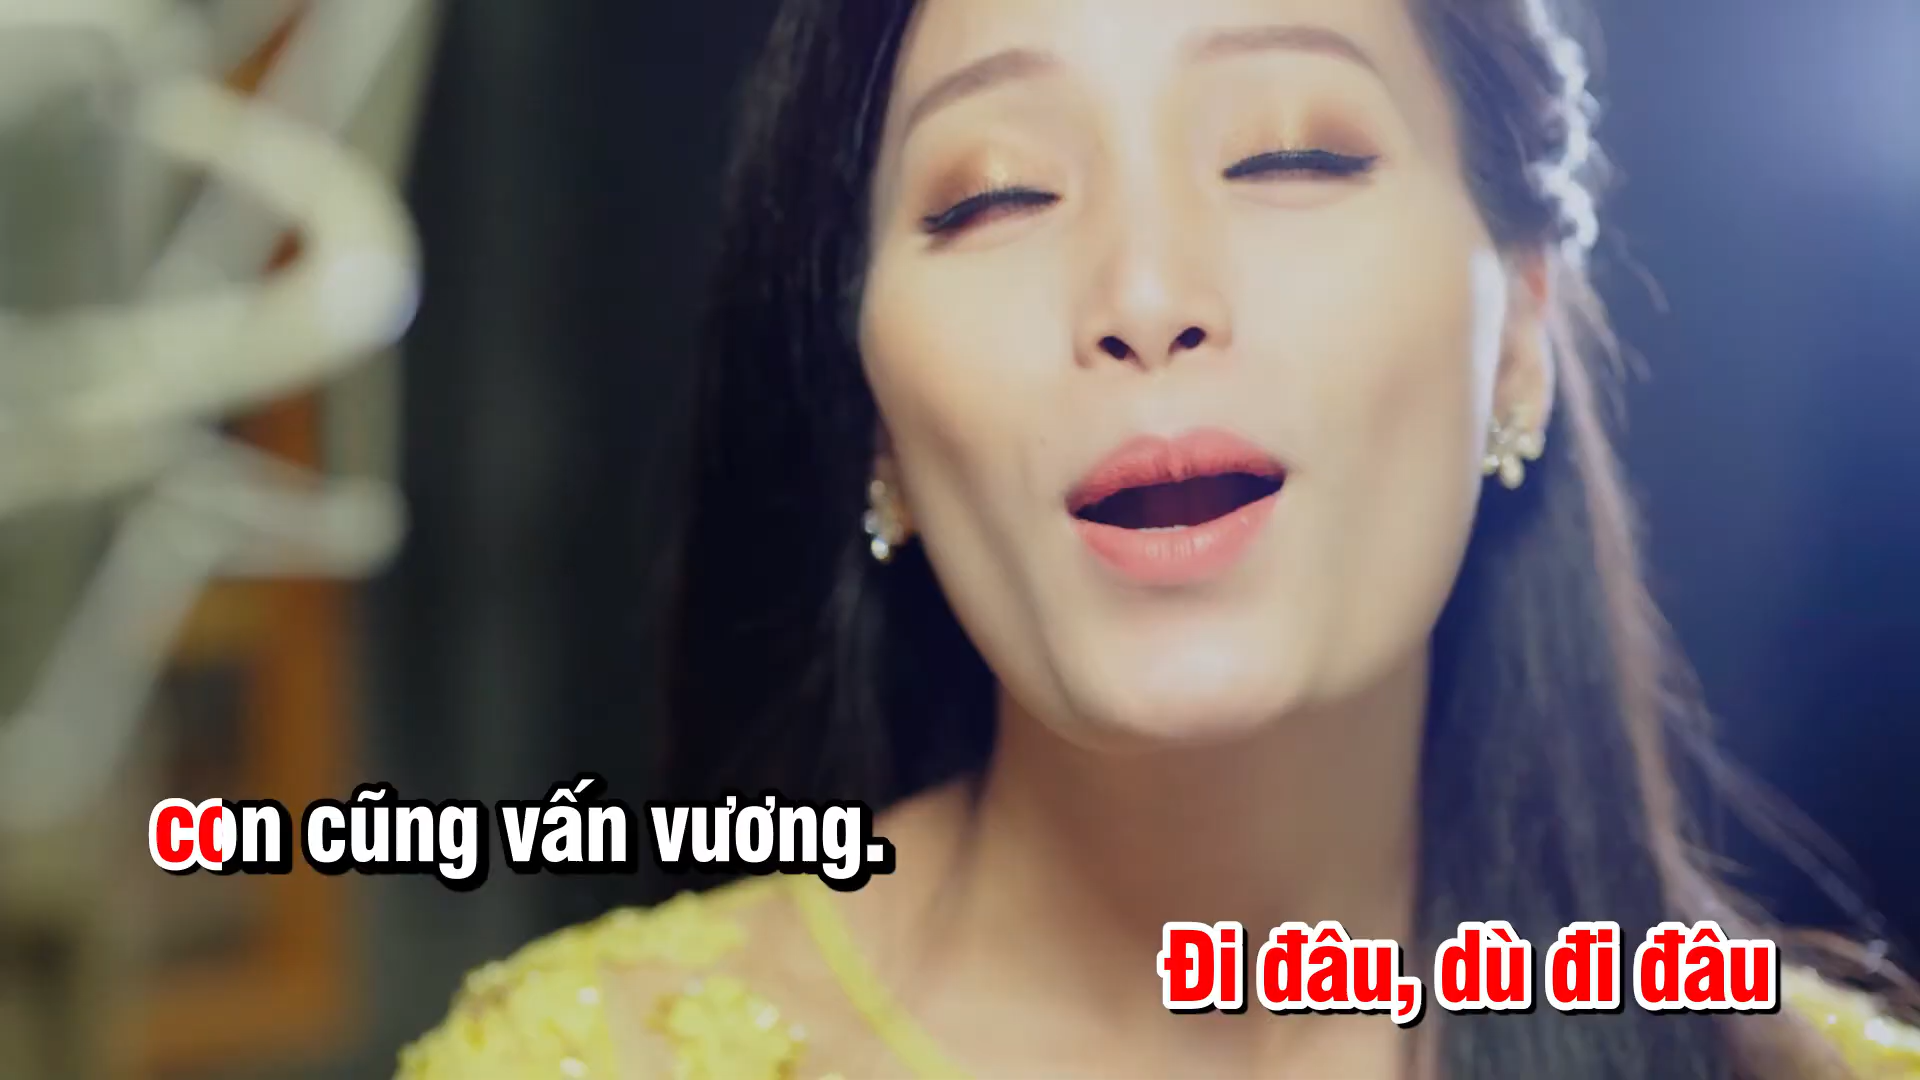 con cũng vấn vương.
Đi đâu, dù đi đâu